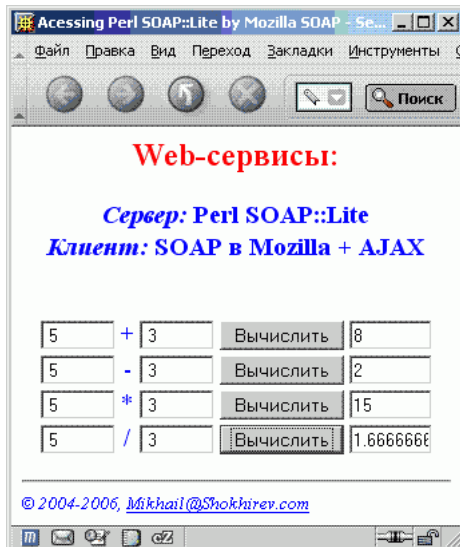 Acessing Perl SOAP::Lite by Mozilla SOAP - Se...
Файл Правка Вид Переход Закладки Инструменты
Поиск
Web-сервисы:
Сервер: Perl SOAP::Lite
Клиент: SOAP в Mozilla + AJAX
5 + 3 Вычислить 8
5 - 3 Вычислить 2
5 * 3 Вычислить 15
5 / 3 Вычислить 1.6666666
© 2004-2006, Mikhail@Shokhirev.com